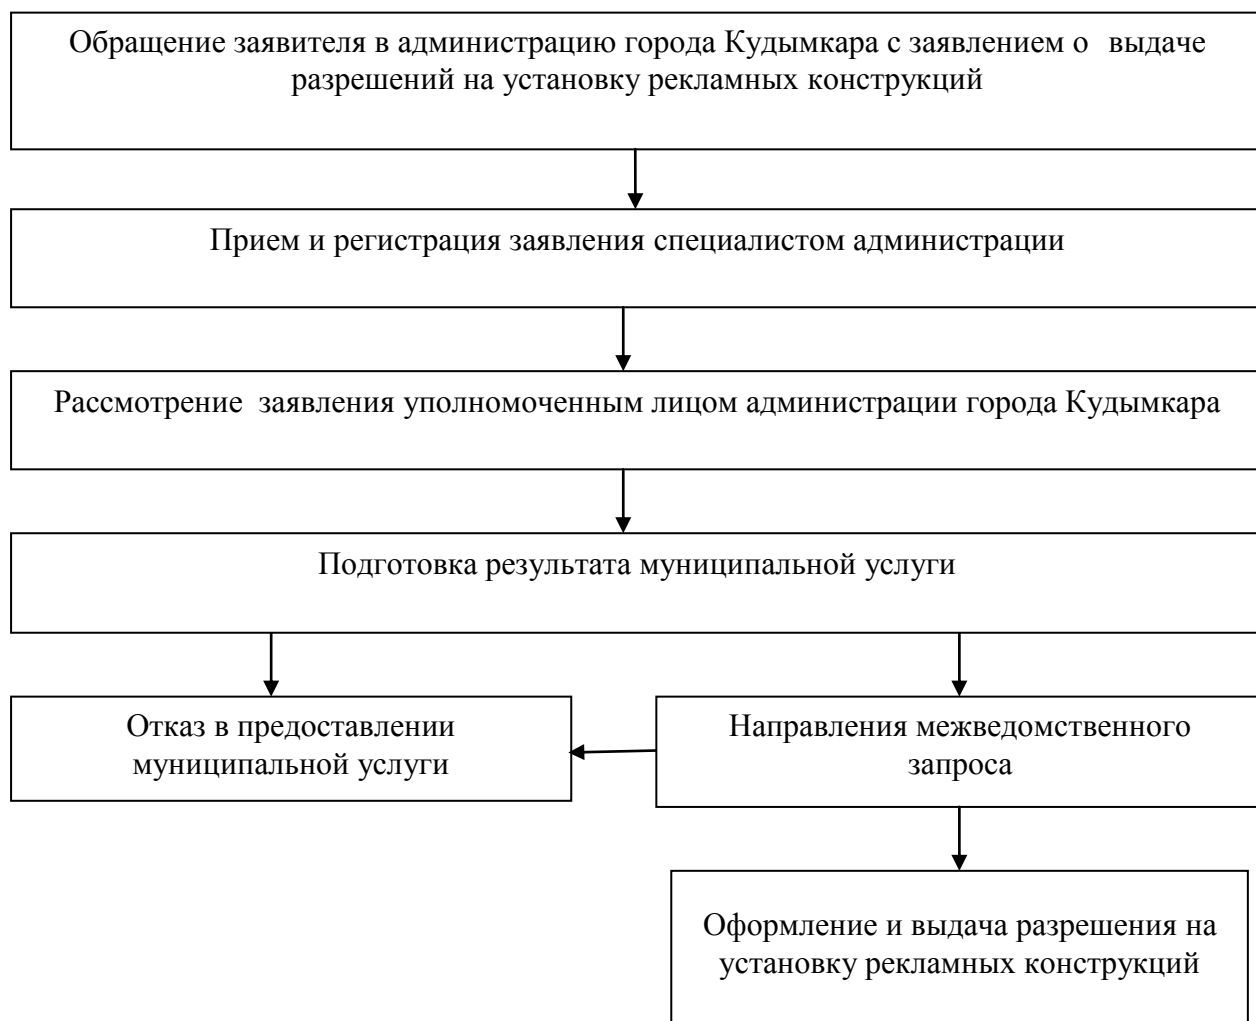 Обращение заявителя в администрацию города Кудымкара с заявлением о выдаче
разрешений на установку рекламных конструкций
Прием и регистрация заявления специалистом администрации
Рассмотрение заявления уполномоченным лицом администрации города Кудымкара
Подготовка результата муниципальной услуги
Отказ в предоставлении
муниципальной услуги
Направления межведомственного
запроса
Оформление и выдача разрешения на
установку рекламных конструкций